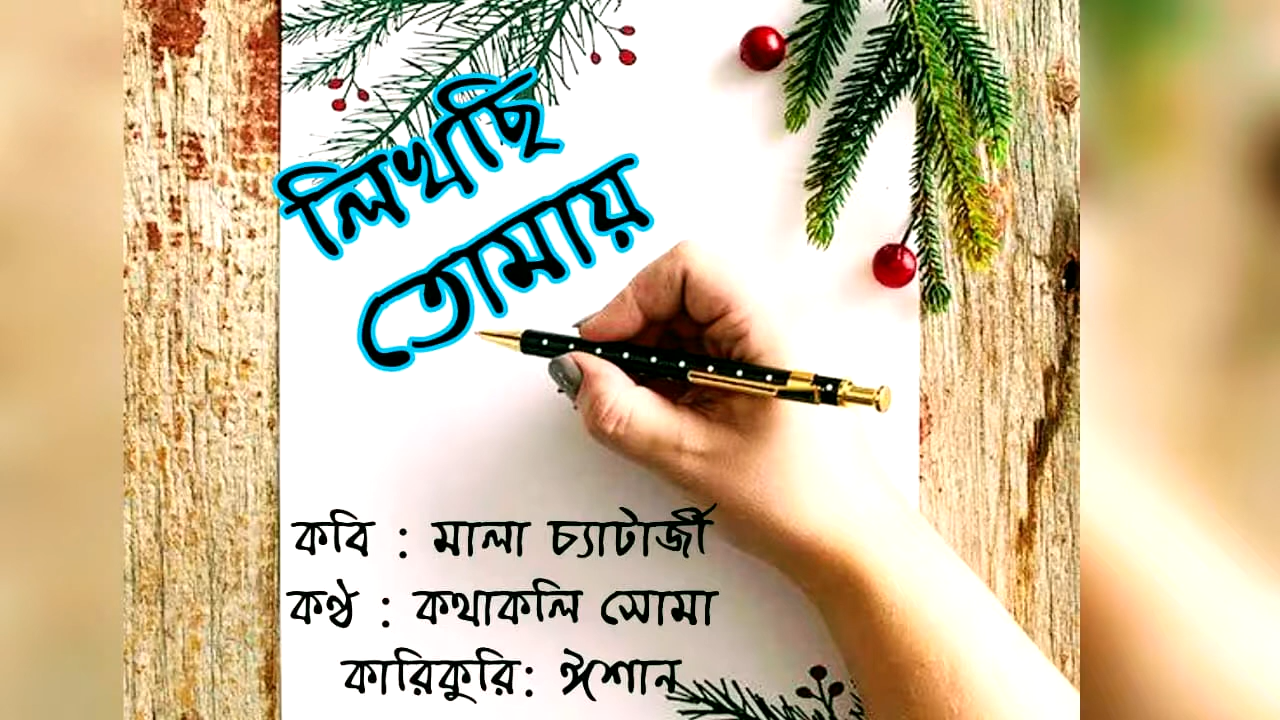 লিখছি
তোমায়
কবি : মালা চ্যাটার্জী
কণ্ঠ : কথাকলি সোমা
কারিকুরি: ঈশান